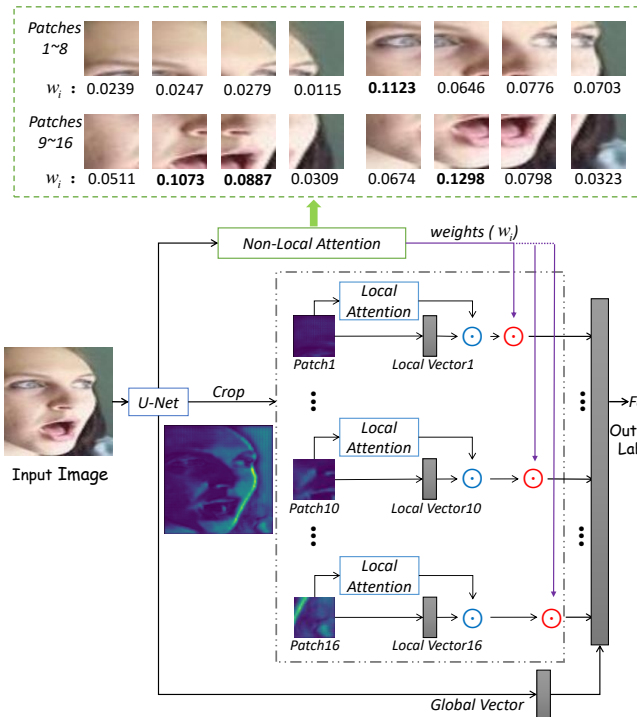 Patches
1~8
w_i : 0.0239 0.0247 0.0279 0.0115 0.1123 0.0646 0.0776 0.0703
Patches
9~16
w_i : 0.0511 0.1073 0.0887 0.0309 0.0674 0.1298 0.0798 0.0323
Non-Local Attention
weights (w_i)
Local
Attention
Patch1
Local Vector1
U-Net
Crop
Input Image
Local
Attention
Patch10
Local Vector10
Local
Attention
Patch16
Local Vector16
Global Vector